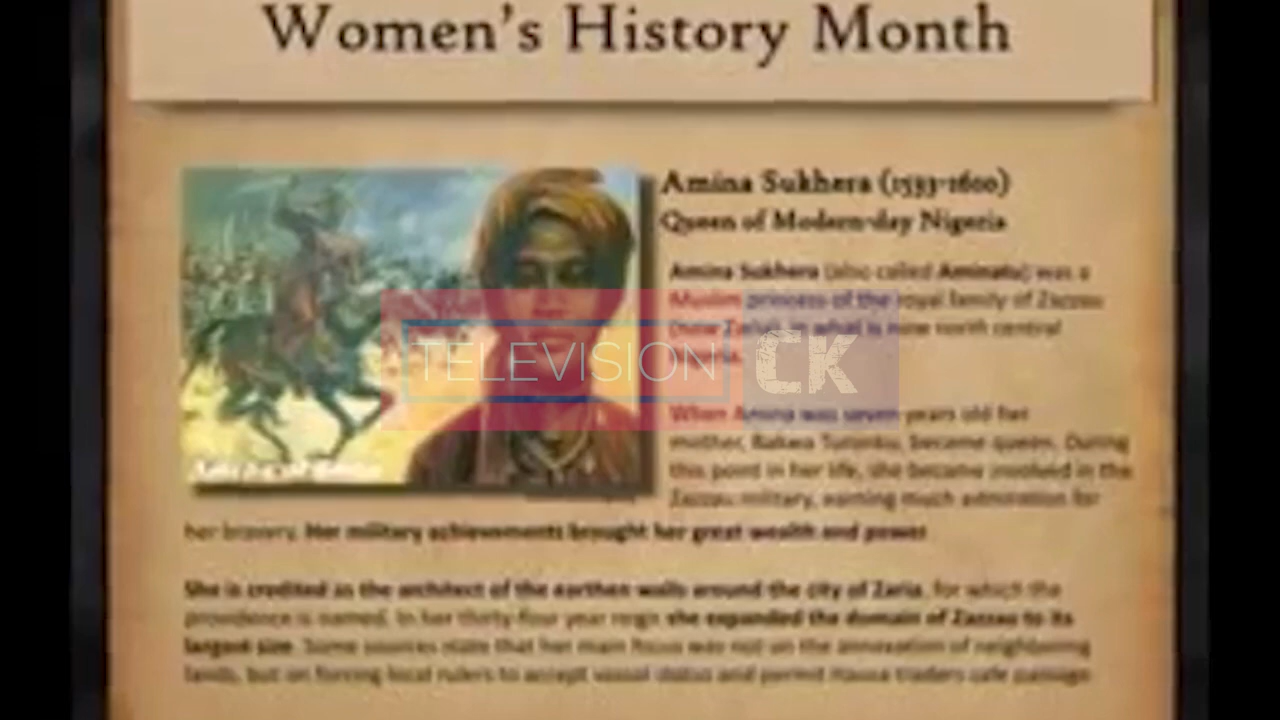 Women's History Month
Amina Sukhera (1533-1600)
Queen of Modern-day Nigeria
Amina Sukhera (also called Aminatu) was a
Muslim princess of the royal family of Zazzau
(now Zaria), in what is now north central
TELEVISION CK
When Amina was seven years old her
mother, Bakwa Turunku, became queen. During
this point in her life, she became involved in the
Zazzau military, earning much admiration for
her bravery. Her military achievements brought her great wealth and power
She is credited as the architect of the earthen walls around the city of Zaria, for which the
providence is named. In her thirty-four year reign she expanded the domain of Zazzau to its
largest size. Some sources state that her main focus was not on the annexation of neighboring
lands, but on forcing local rulers to accept vassal status and permit Hausa traders safe passage